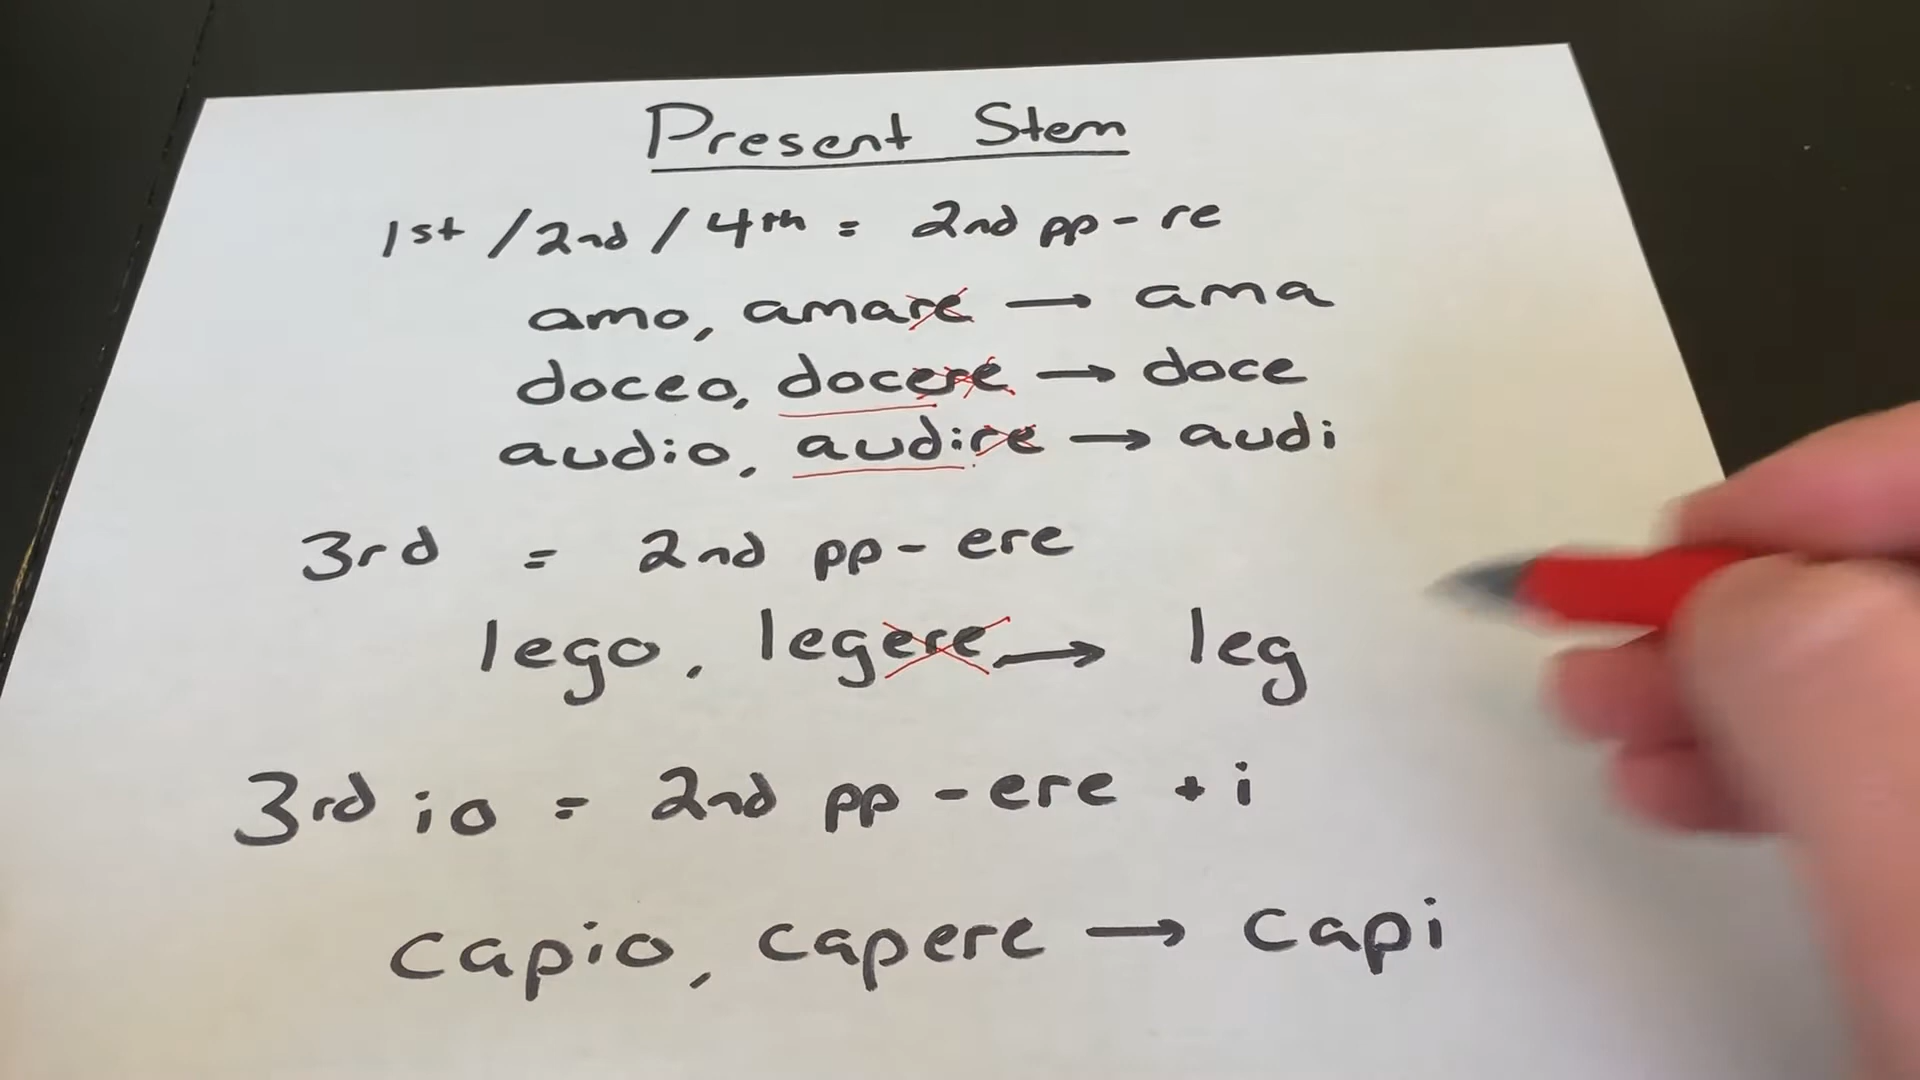 Present Stem
1st / 2nd / 4th = 2nd pp - re
amo, amare → ama
doceo, docere → doce
audio, audire → audi
3rd = 2nd pp - ere
lego, legere → leg
3rd io = 2nd pp - ere + i
capio, capere → capi